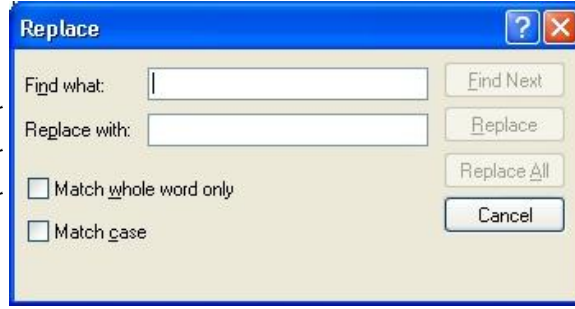 Replace
Find what:
Find Next
Replace with:
Replace
Replace All
Match whole word only
Cancel
Match case